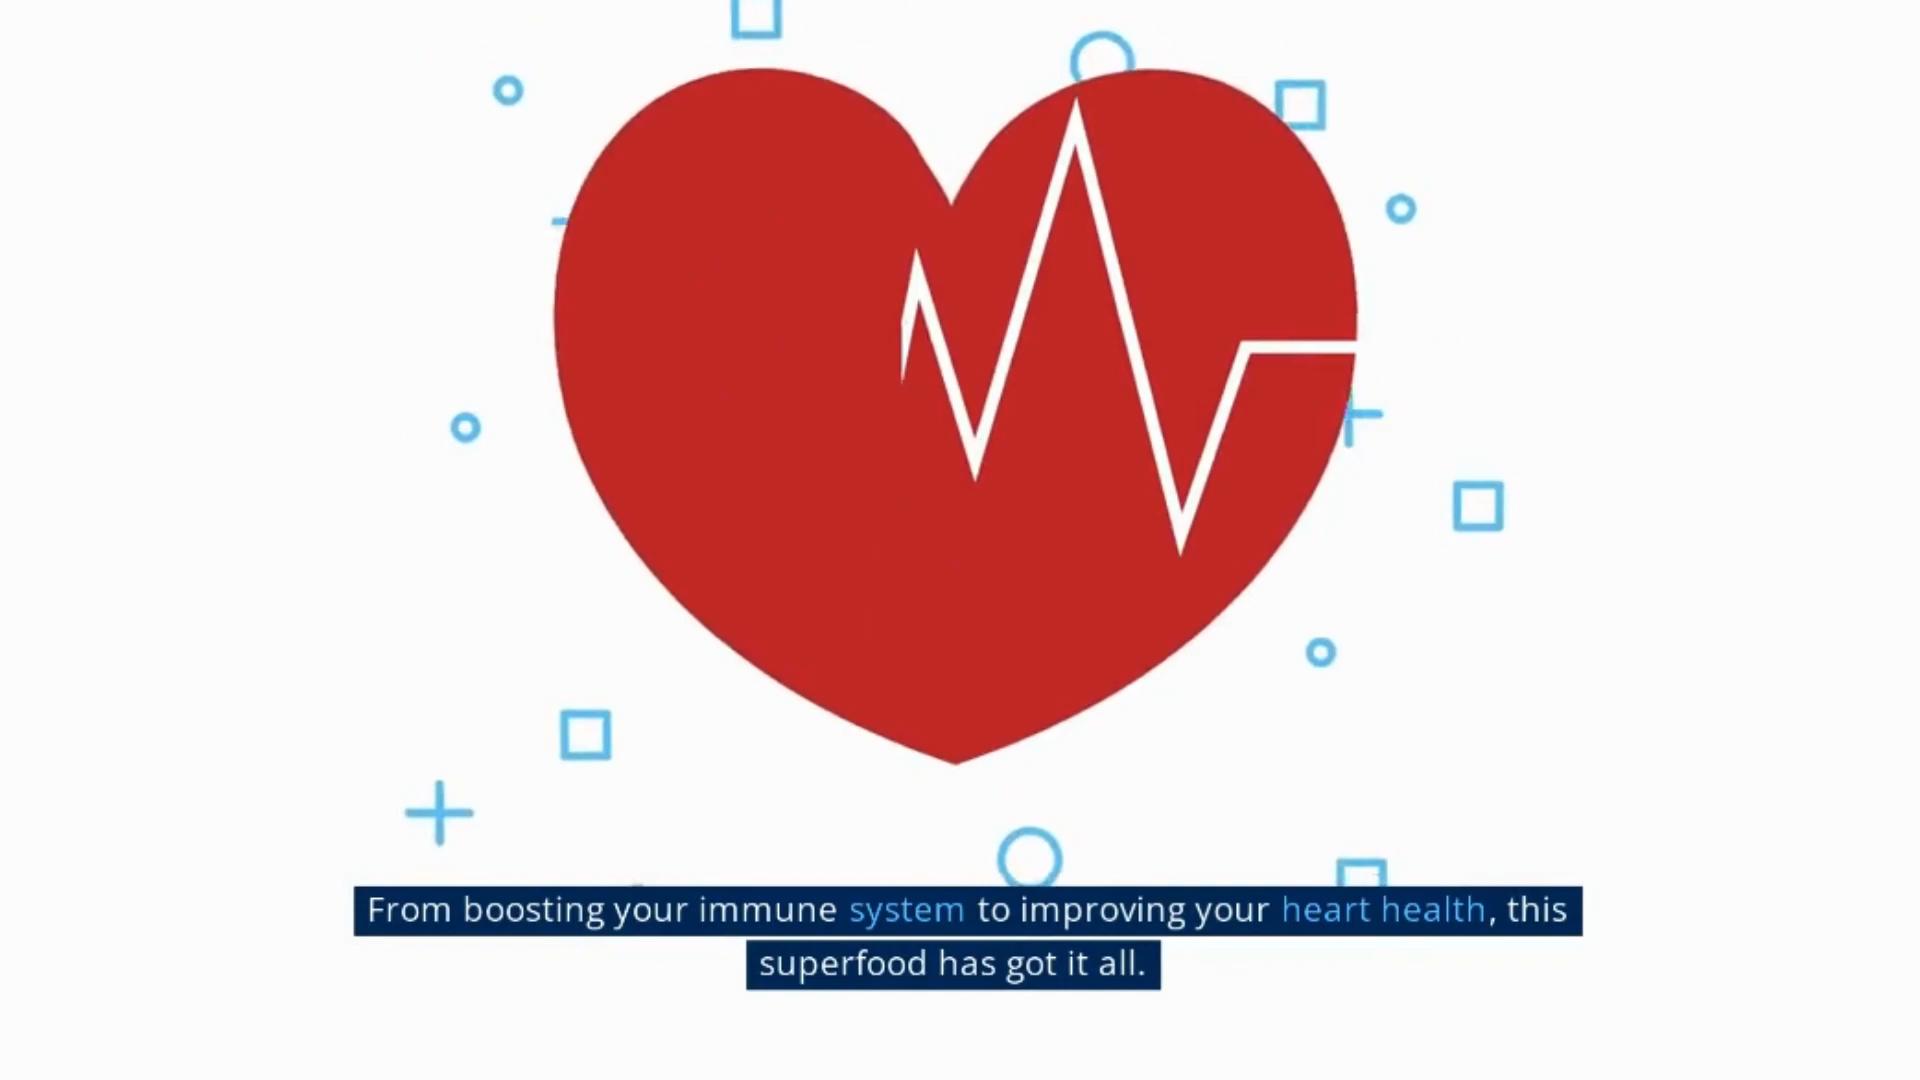 From boosting your immune system to improving your heart health, this
superfood has got it all.